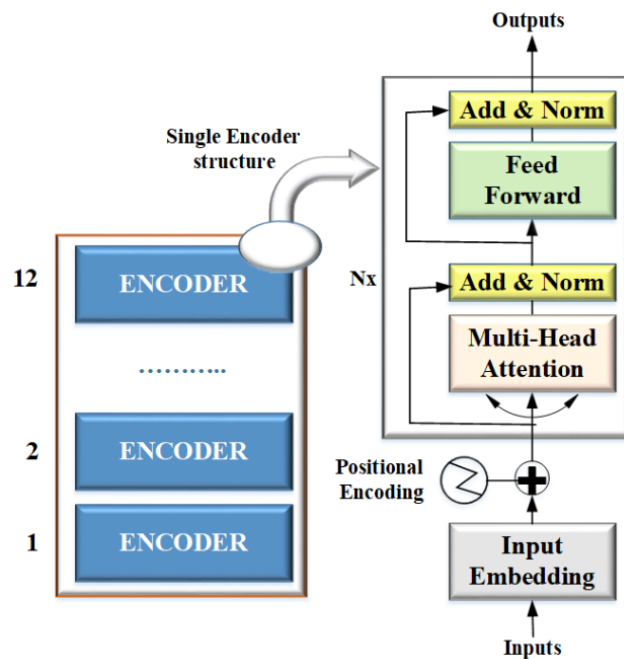 Outputs
Add & Norm
Single Encoder
structure
Feed
Forward
12
ENCODER
Nx
Add & Norm
Multi-Head
Attention
………...
2
ENCODER
Positional
Encoding
1
ENCODER
Input
Embedding
Inputs